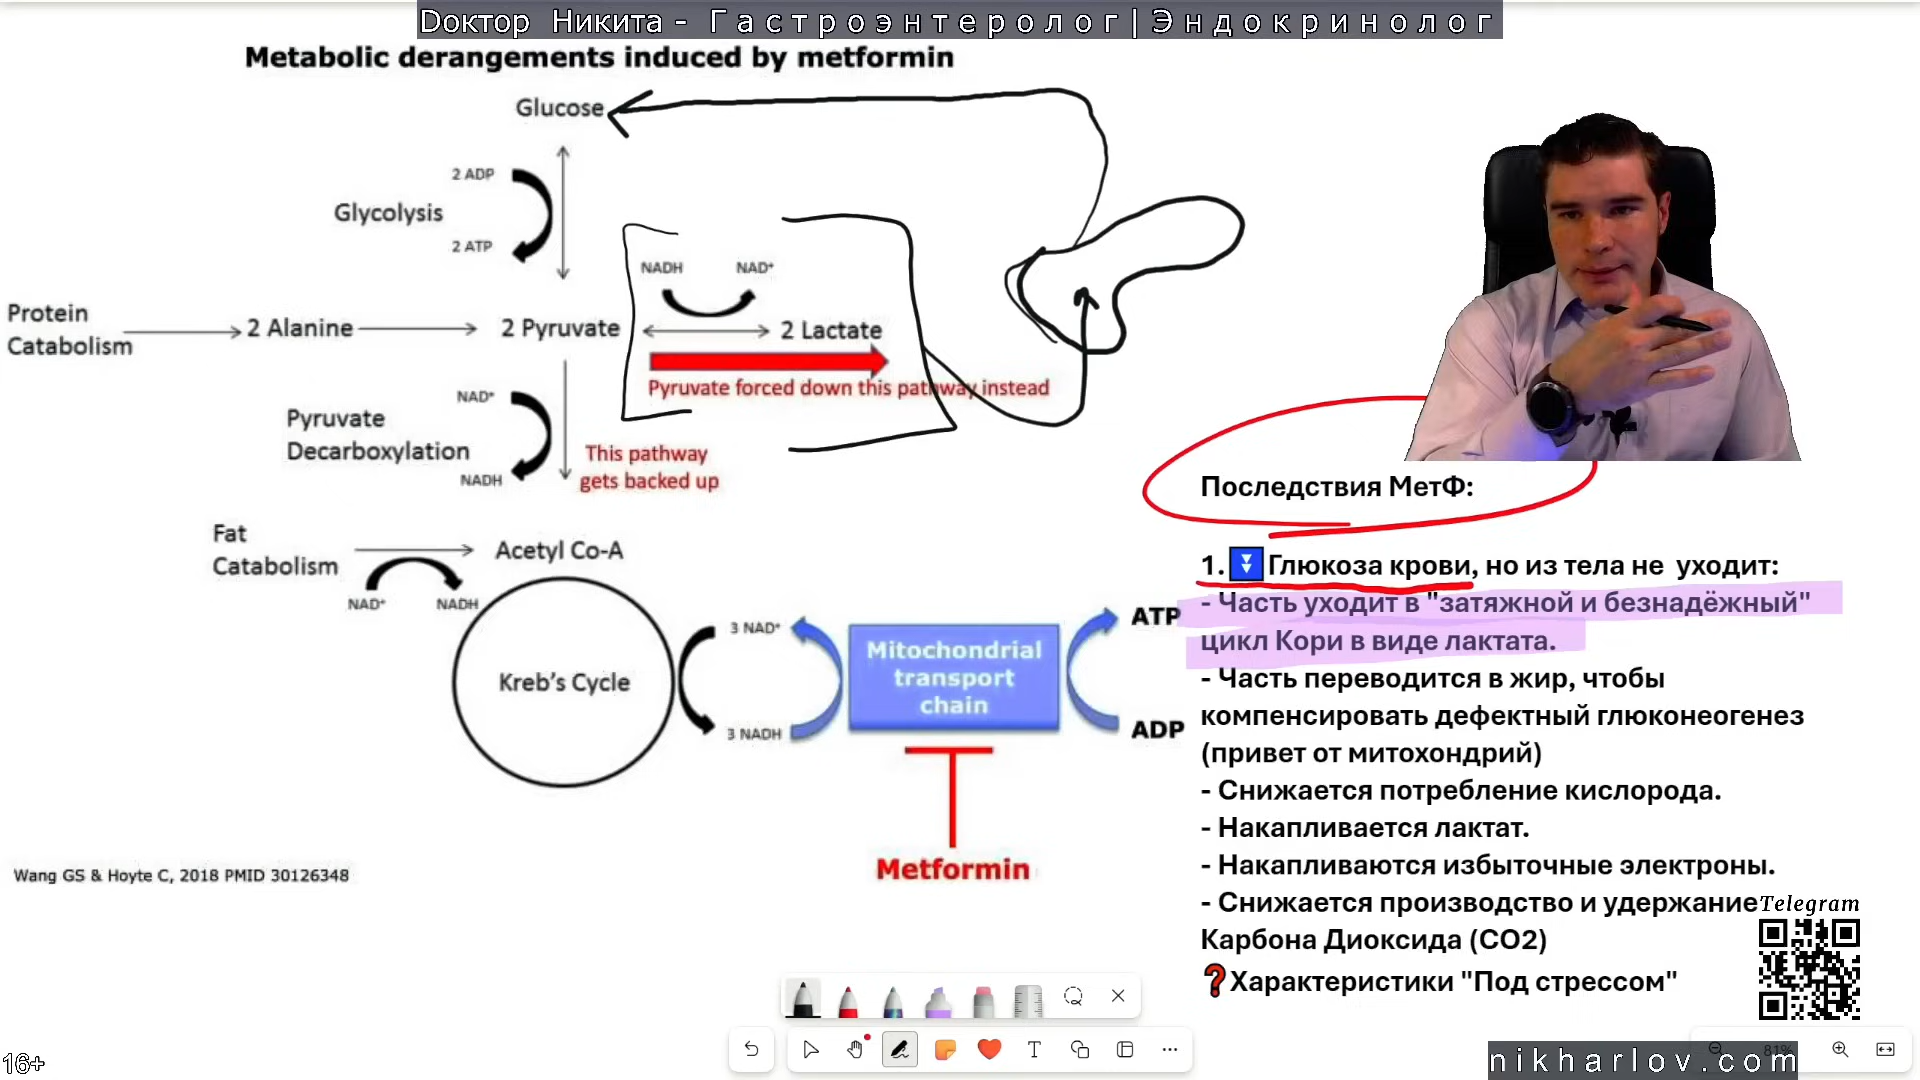 Dоктор Никита - Гастроэнтеролог|Эндокринолог
Metabolic derangements induced by metformin
Glucose
2 ADP
Glycolysis
2 ATP
NADH
NAD⁺
Protein
Catabolism
2 Alanine
2 Pyruvate
2 Lactate
Pyruvate forced down this pathway instead
NAD⁺
Pyruvate
Decarboxylation
NADH
This pathway
gets backed up
Fat
Catabolism
Acetyl Co-A
NAD⁺
NADH
Kreb's Cycle
3 NAD⁺
3 NADH
Mitochondrial
transport
chain
ATP
ADP
Metformin
Wang GS & Hoyte C, 2018 PMID 30126348
Последствия МетФ:
1. Глюкоза крови, но из тела не уходит:
- Часть уходит в "затяжной и безнадёжный"
цикл Кори в виде лактата.
- Часть переводится в жир, чтобы
компенсировать дефектный глюконеогенез
(привет от митохондрий)
- Снижается потребление кислорода.
- Накапливается лактат.
- Накапливаются избыточные электроны.
- Снижается производство и удержание
Карбона Диоксида (СО2)
❓Характеристики "Под стрессом"
Telegram
T
81%
16+
nikharlov.com